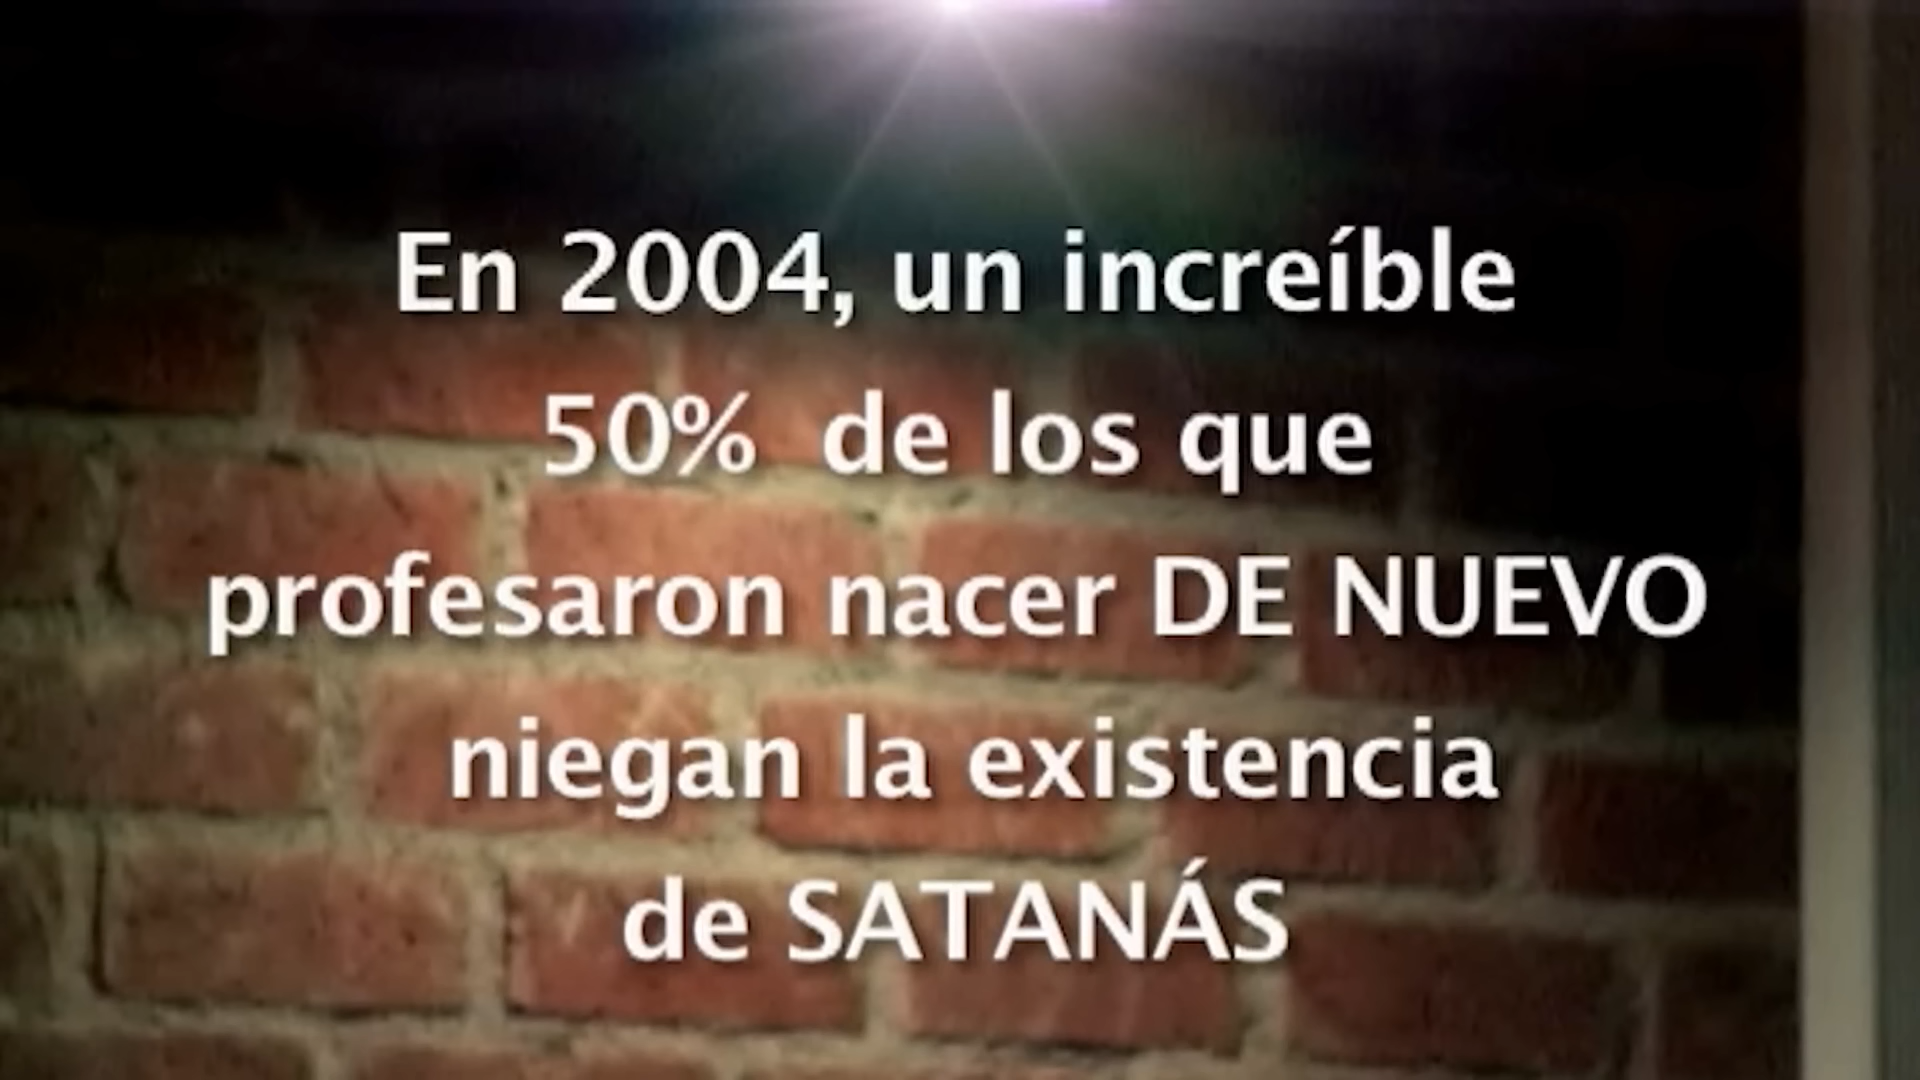 En 2004, un increíble
50% de los que
profesaron nacer DE NUEVO
niegan la existencia
de SATANÁS